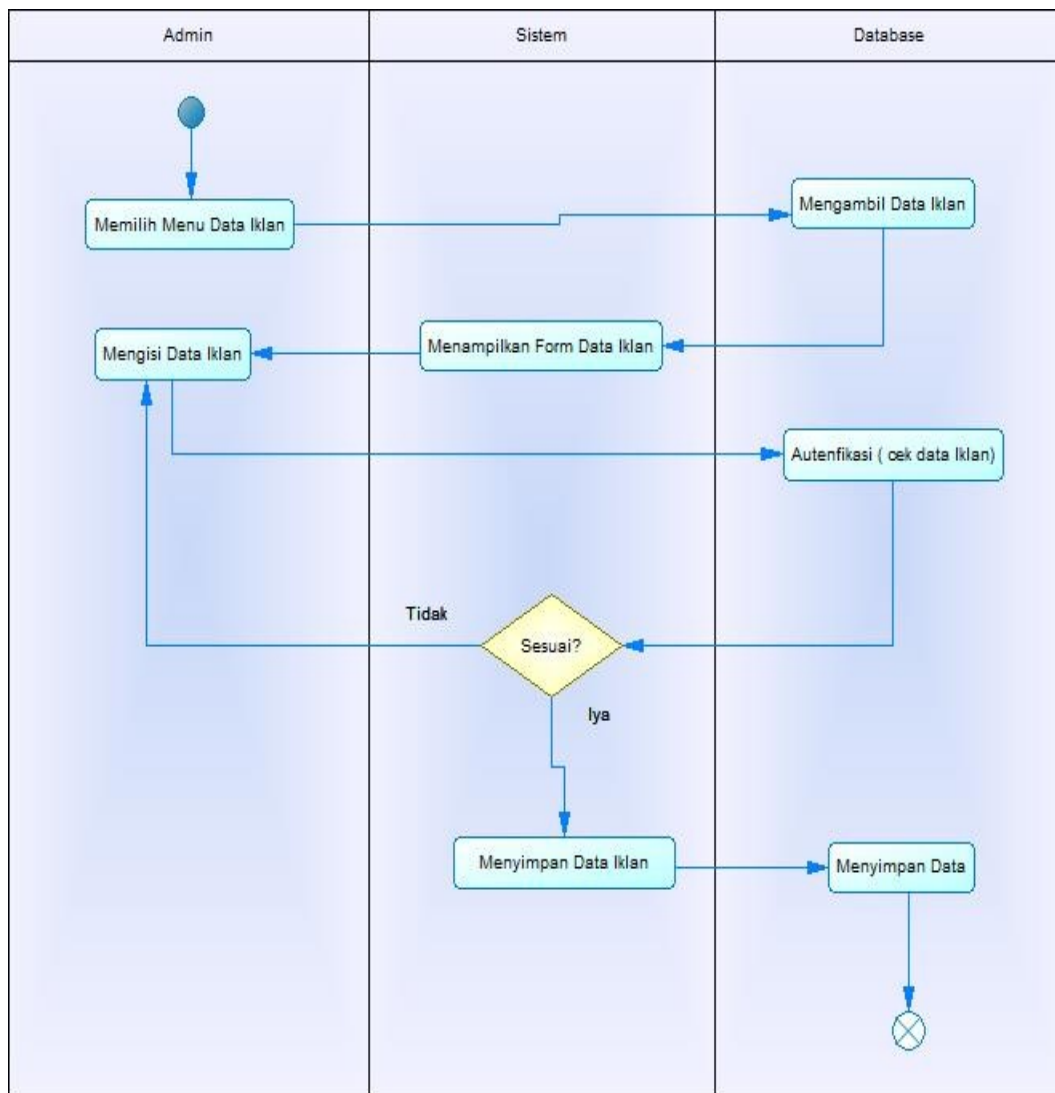 Admin
Sistem
Database
Memilih Menu Data Iklan
Mengambil Data Iklan
Menampilkan Form Data Iklan
Mengisi Data Iklan
Autenfikasi ( cek data Iklan)
Sesuai?
Tidak
Iya
Menyimpan Data Iklan
Menyimpan Data